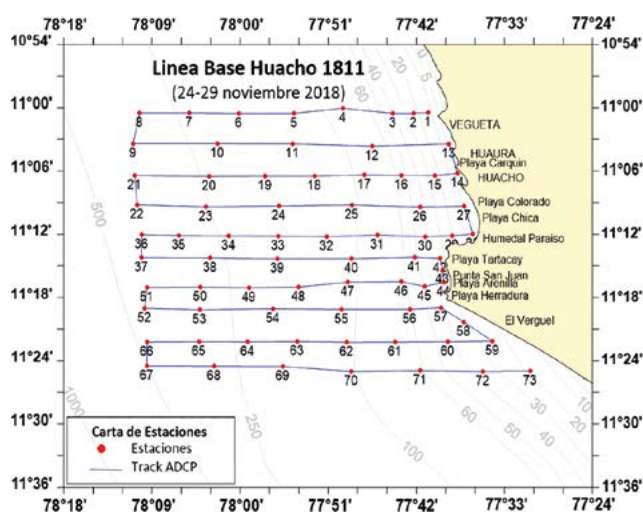 78°18' 78°09' 78°00' 77°51' 77°42' 77°33' 77°24'
10°54' 10°54'
Linea Base Huacho 1811
(24-29 noviembre 2018)
60 40 20 0 5
11°00' 11°00'
8 7 6 5 4 3 2 1
VEGUETA
9 10 11 12 13
HUAURA
Playa Carquin
11°06' 11°06'
21 20 19 18 17 16 15 14
HUACHO
500
22 23 24 25 26 27
Playa Colorado
Playa Chica
11°12' 11°12'
36 35 34 33 32 31 30 29
Humedal Paraiso
37 38 39 40 41 42
Playa Tartacay
43
Punta San Juan
Playa Arenilla
11°18' 11°18'
51 50 49 48 47 46 45 44
Playa Herradura
52 53 54 55 56 57 58
El Verguel
11°24' 11°24'
66 65 64 63 62 61 60 59
67 68 69 70 71 72 73
1000 250 100 60 50 40 30 20 10
11°30' 11°30'
Carta de Estaciones
Estaciones
Track ADCP
11°36' 11°36'
78°18' 78°09' 78°00' 77°51' 77°42' 77°33' 77°24'